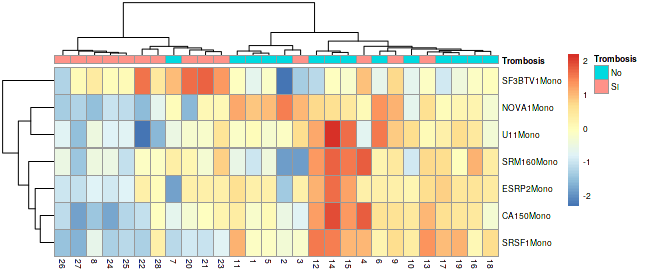 Trombosis
Trombosis
No
SI
2
1
0
-1
-2
SF3BTV1Mono
NOVA1Mono
U11Mono
SRM160Mono
ESRP2Mono
CA150Mono
SRSF1Mono
26 27 8 24 25 22 28 7 20 21 23 11 1 5 2 3 12 14 15 4 6 9 10 13 17 19 16 18